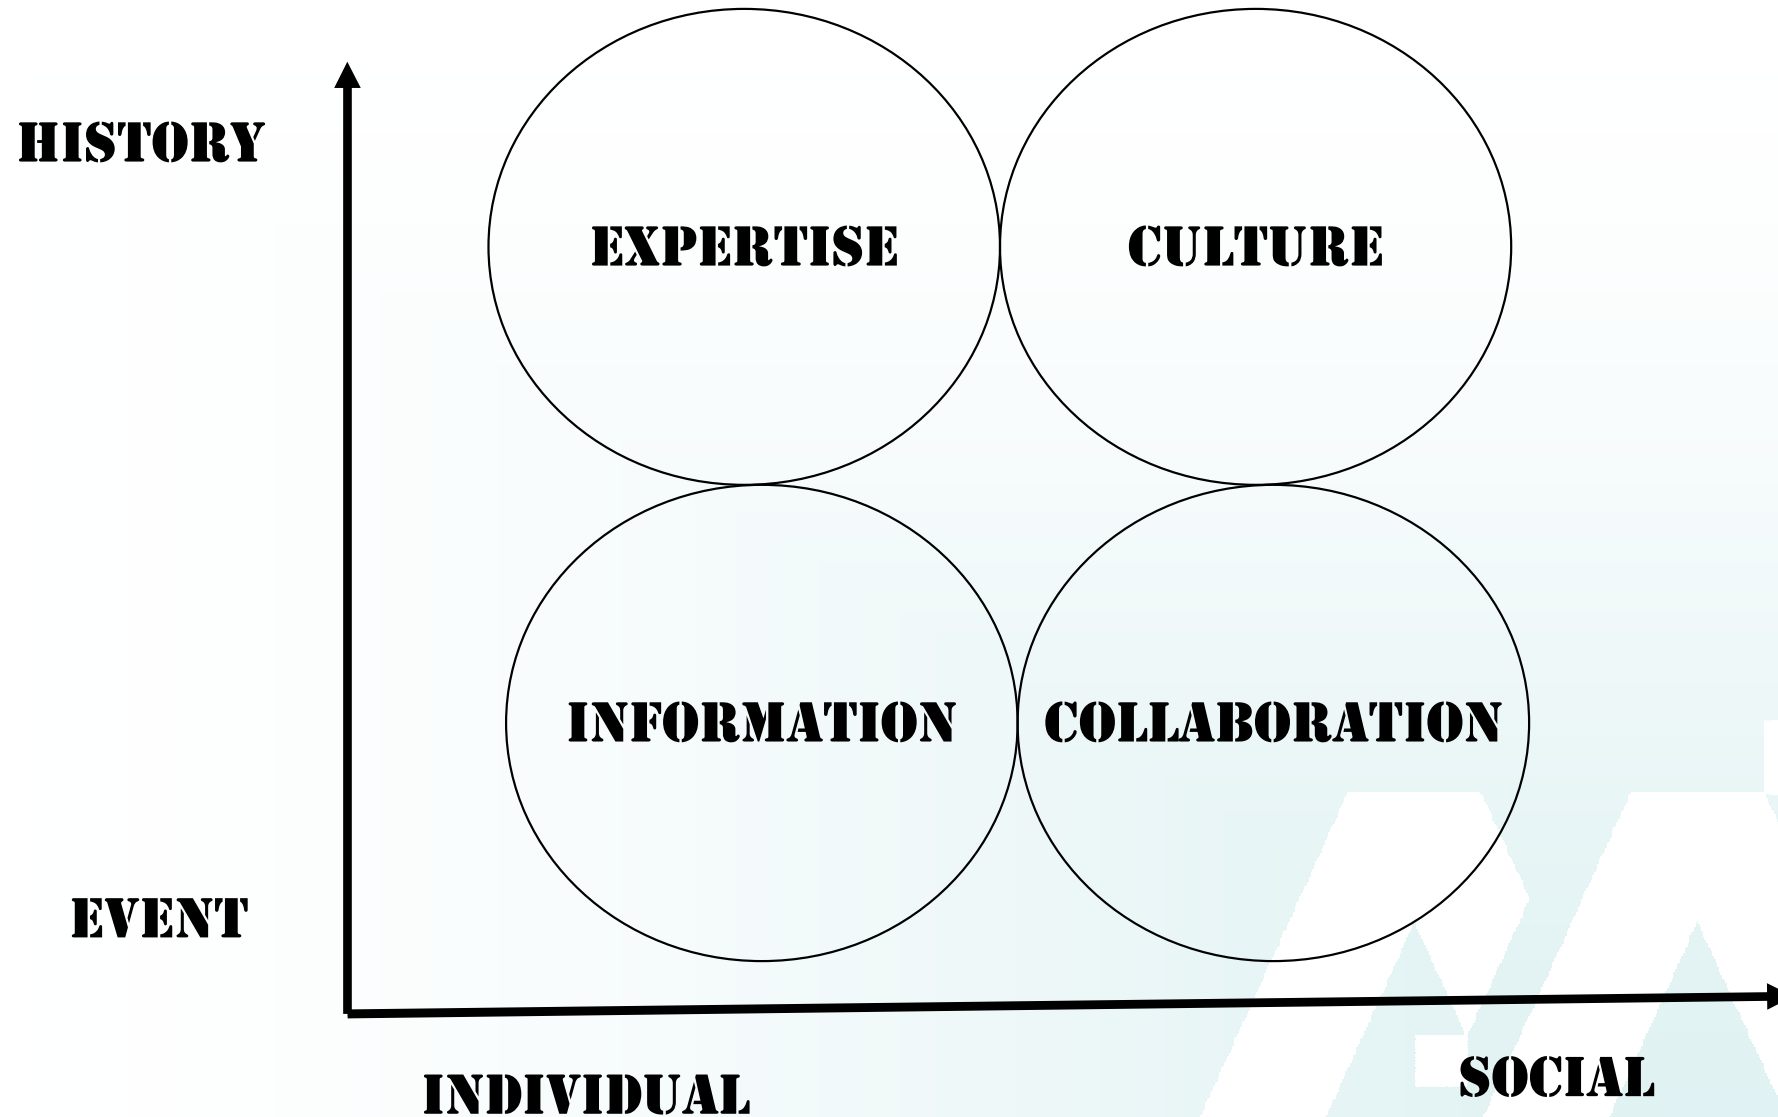 HISTORY
EXPERTISE
CULTURE
INFORMATION
COLLABORATION
EVENT
INDIVIDUAL
SOCIAL